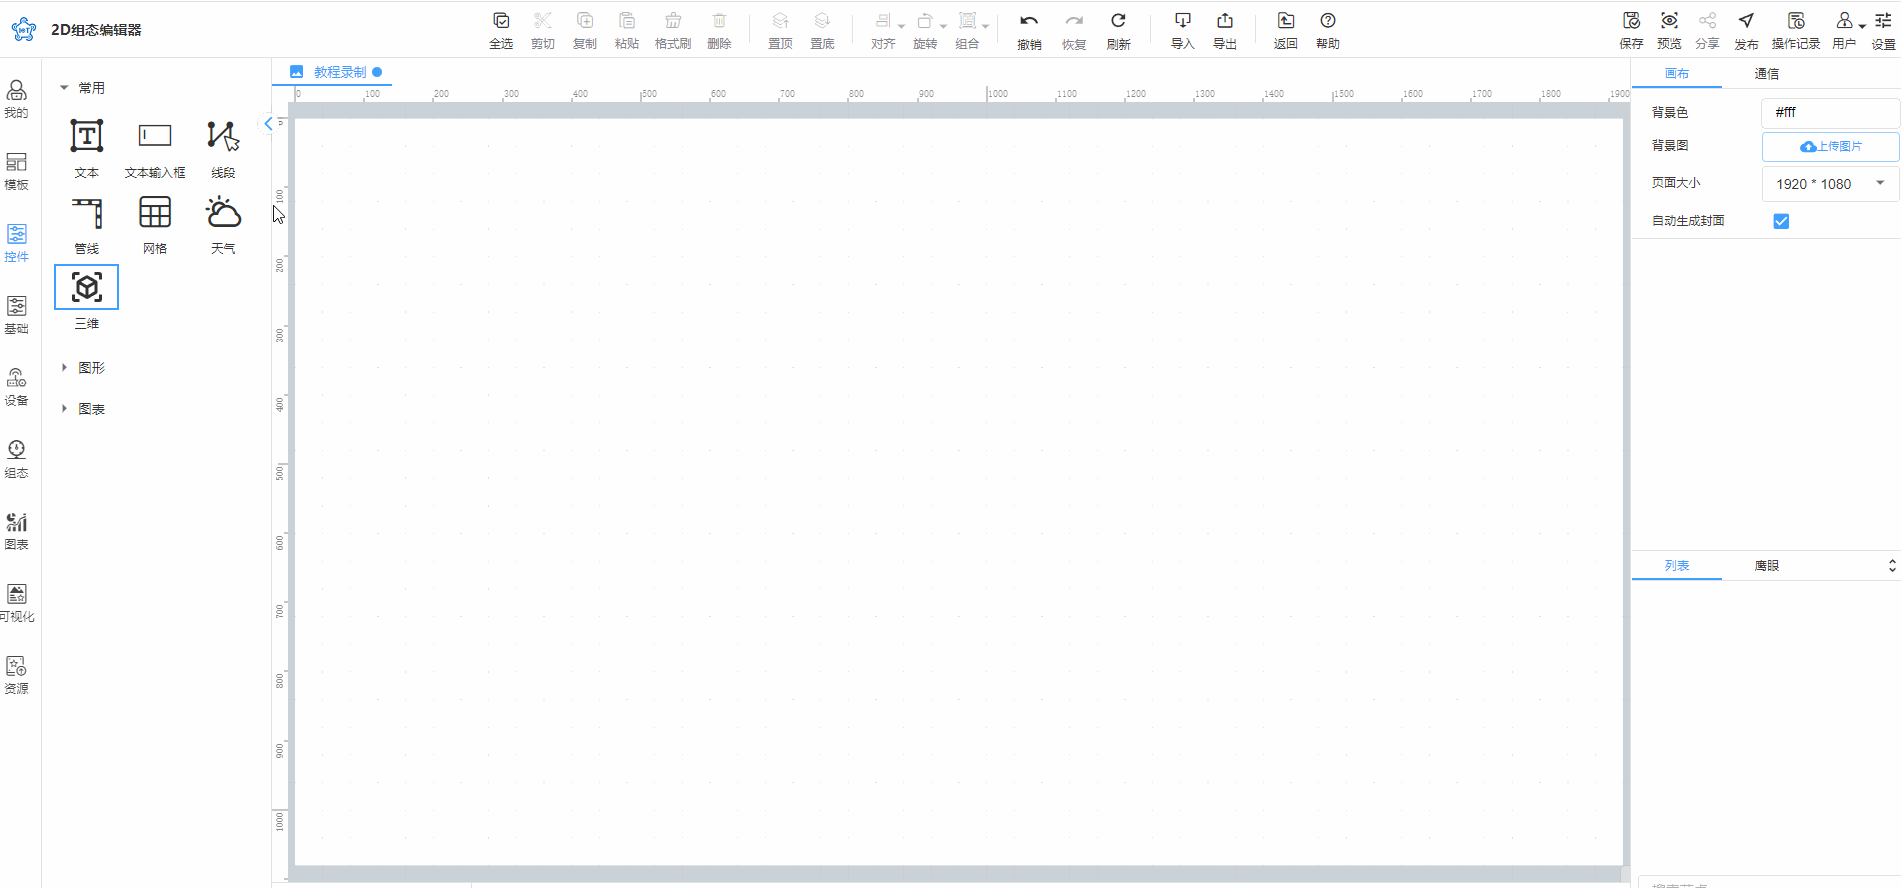 2D组态编辑器
全选 剪切 复制 粘贴 格式刷 删除 置顶 置底 对齐 旋转 组合 撤销 恢复 刷新 导入 导出 返回 帮助
保存 预览 分享 发布 操作记录 用户 设置
我的
模板
控件
基础
设备
组态
图表
可视化
资源
常用
文本 文本输入框 线段
管线 网格 天气
三维
图形
图表
教程录制
0 100 200 300 400 500 600 700 800 900 1000 1100 1200 1300 1400 1500 1600 1700 1800 1900
0
100
200
300
400
500
600
700
800
900
1000
画布 通信
背景色 #fff
背景图 上传图片
页面大小 1920 * 1080
自动生成封面
列表 鹰眼